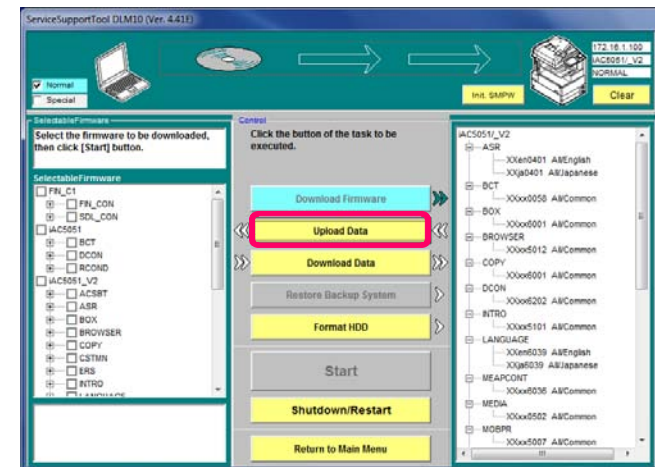 ServiceSupportTool DLM10 (Ver. 4.41E)
172.16.1.100
iAC5051/_V2
NORMAL
Normal
Special
Init. SMPW
Clear
SelectableFirmware
Select the firmware to be downloaded,
then click [Start] button.
SelectableFirmware
FIN_C1
FIN_CON
SDL_CON
iAC5051
BCT
DCON
RCOND
iAC5051_V2
ACSBT
ASR
BOX
BROWSER
COPY
CSTMN
ERS
INTRO
LANGUAGE
Control
Click the button of the task to be
executed.
Download Firmware
Upload Data
Download Data
Restore Backup System
Format HDD
Start
Shutdown/Restart
Return to Main Menu
iAC5051/_V2
ASR
XXen0401 All/English
XXja0401 All/Japanese
BCT
XXxx0058 All/Common
BOX
XXxx6001 All/Common
BROWSER
XXxx5012 All/Common
COPY
XXxx6001 All/Common
DCON
XXxx6202 All/Common
INTRO
XXxx5101 All/Common
LANGUAGE
XXen6039 All/English
XXja6039 All/Japanese
MEAPCONT
XXxx6036 All/Common
MEDIA
XXxx0502 All/Common
MOBPR
XXxx5007 All/Common